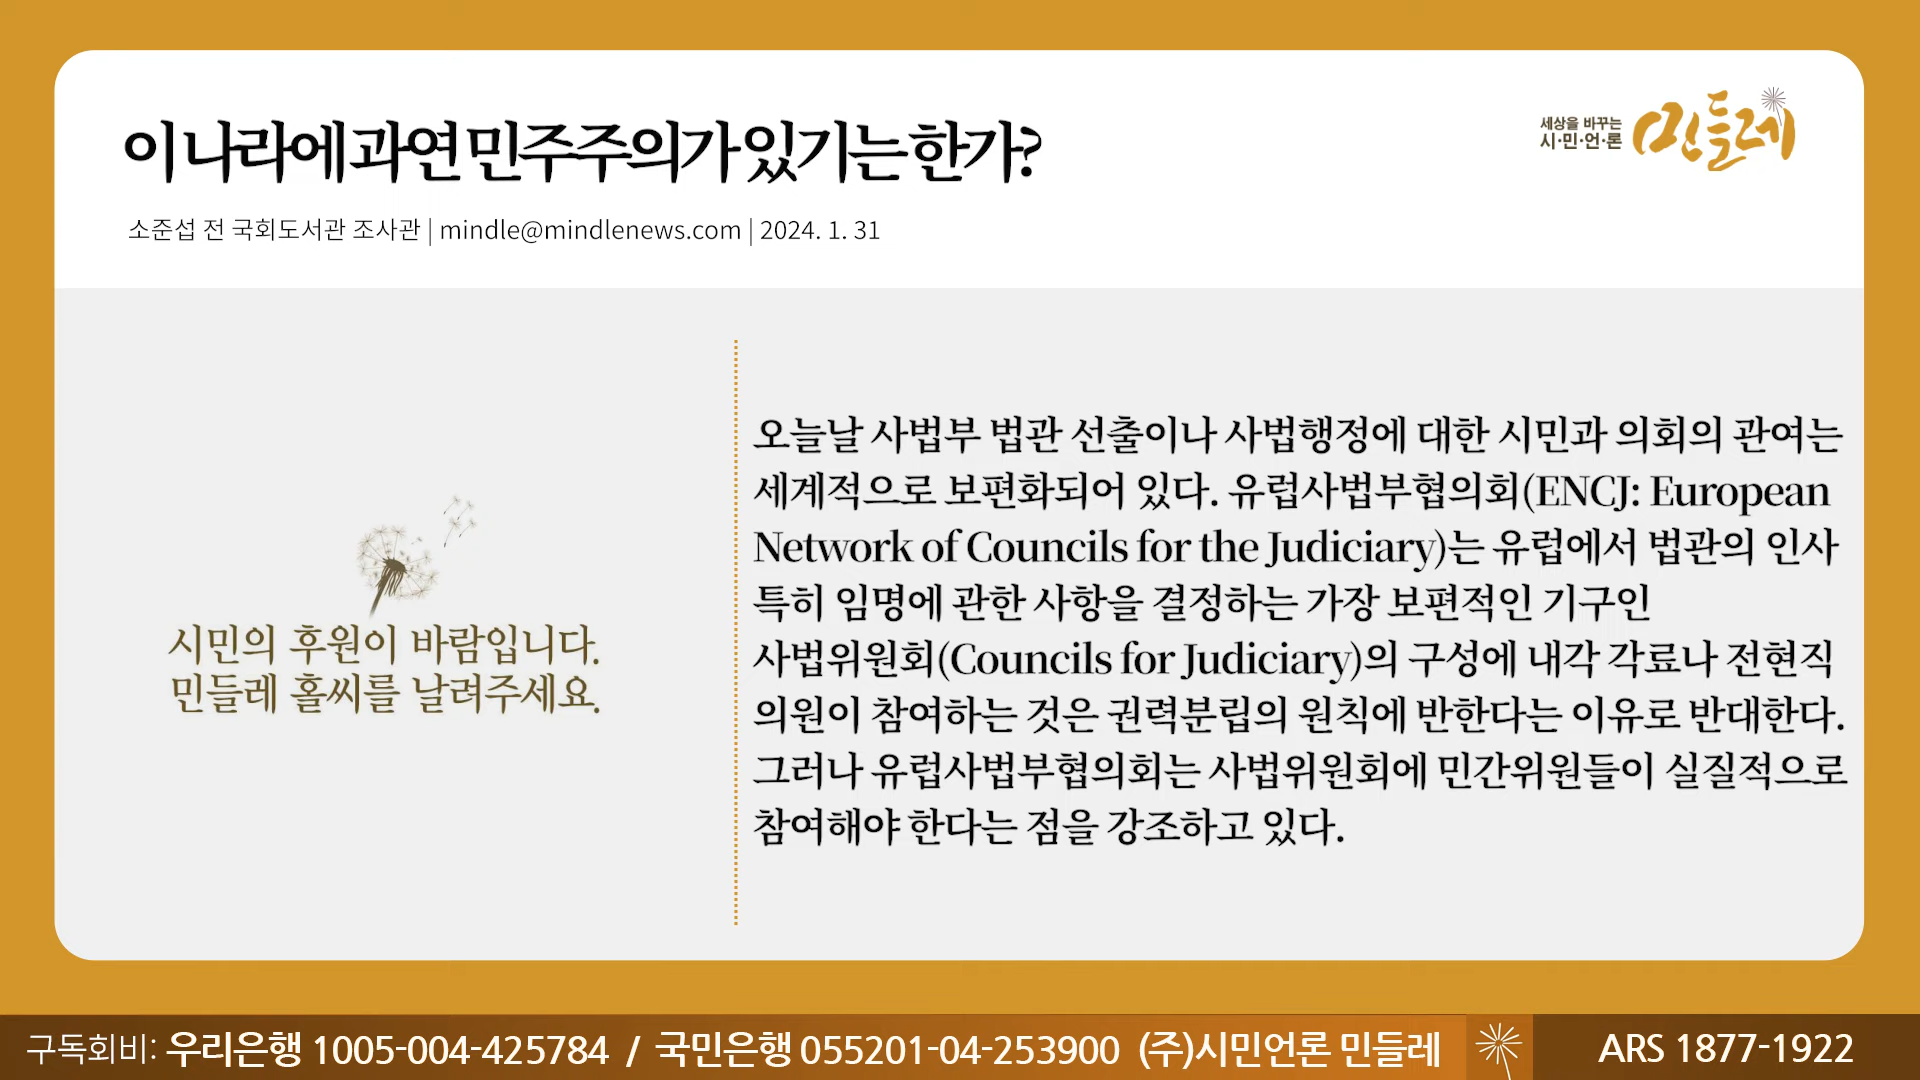 이 나라에 과연 민주주의가 있기는 한가?
세상을 바꾸는
시·민·언·론
민들레
소준섭 전 국회도서관 조사관 | mindle@mindlenews.com | 2024. 1. 31
시민의 후원이 바람입니다.
민들레 홀씨를 날려주세요.
오늘날 사법부 법관 선출이나 사법행정에 대한 시민과 의회의 관여는
세계적으로 보편화되어 있다. 유럽사법부협의회(ENCJ: European
Network of Councils for the Judiciary)는 유럽에서 법관의 인사
특히 임명에 관한 사항을 결정하는 가장 보편적인 기구인
사법위원회(Councils for Judiciary)의 구성에 내각 각료나 전현직
의원이 참여하는 것은 권력분립의 원칙에 반한다는 이유로 반대한다.
그러나 유럽사법부협의회는 사법위원회에 민간위원들이 실질적으로
참여해야 한다는 점을 강조하고 있다.
구독회비: 우리은행 1005-004-425784 / 국민은행 055201-04-253900 (주)시민언론 민들레
ARS 1877-1922